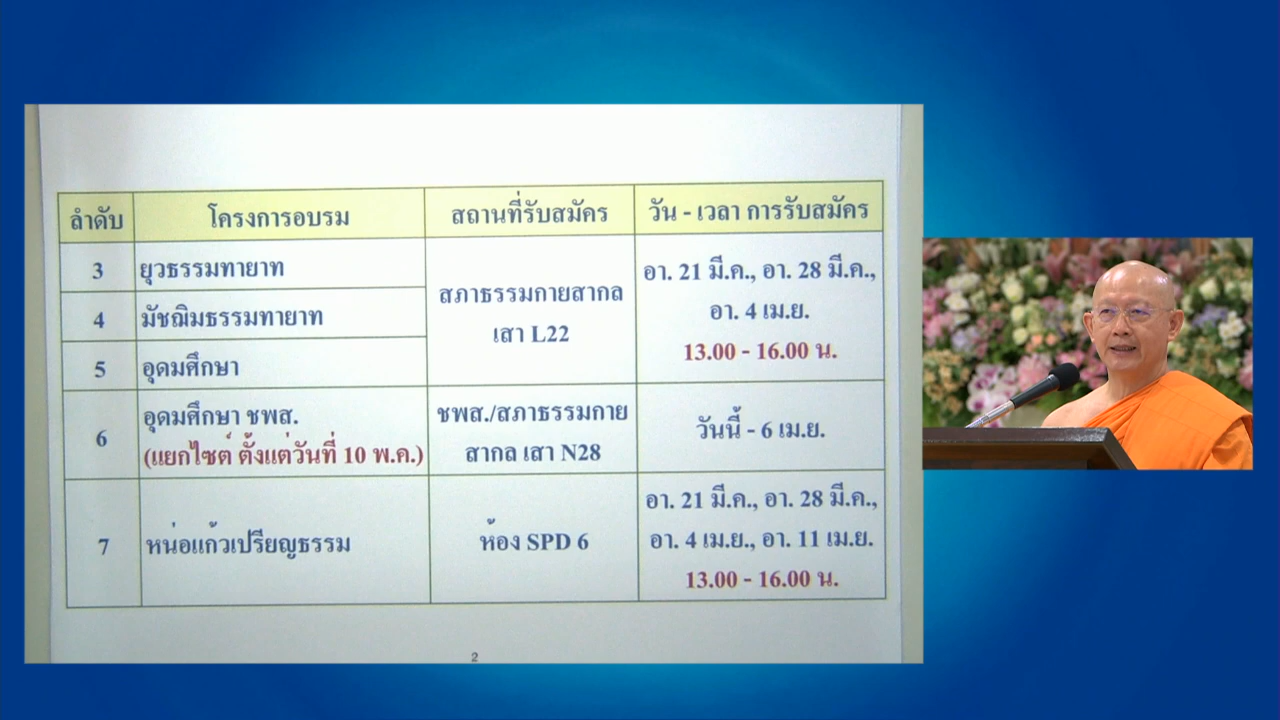 ลำดับ โครงการอบรม สถานที่รับสมัคร วัน - เวลา การรับสมัคร
3 ยุวธรรมทายาท
4 มัชฌิมธรรมทายาท
5 อุดมศึกษา
สภาธรรมกายสากล
เสา L22
อา. 21 มี.ค., อา. 28 มี.ค.,
อา. 4 เม.ย.
13.00 - 16.00 น.
6
อุดมศึกษา ชพส.
(แยกไซต์ ตั้งแต่วันที่ 10 พ.ค.)
ชพส./สภาธรรมกาย
สากล เสา N28
วันนี้ - 6 เม.ย.
7 หน่อแก้วเปรียญธรรม ห้อง SPD 6
อา. 21 มี.ค., อา. 28 มี.ค.,
อา. 4 เม.ย., อา. 11 เม.ย.
13.00 - 16.00 น.
2